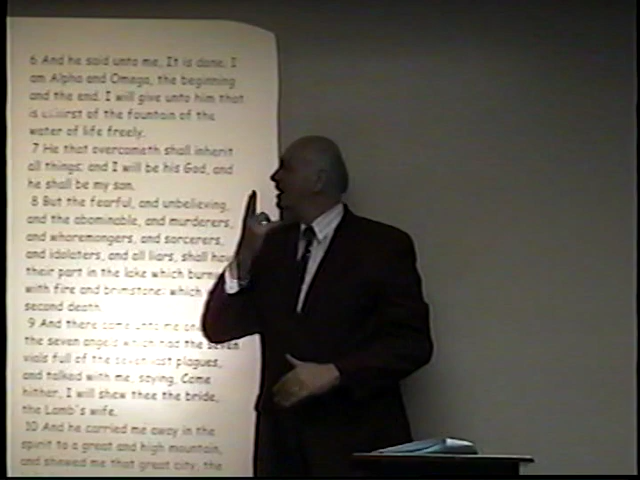 6 And he said unto me, It is done. I
am Alpha and Omega, the beginning
and the end. I will give unto him that
is of the fountain of the
water of life freely.
7 He that overcometh shall inherit
all things; and I will be his God, and
he shall be my son.
8 But the fearful, and unbelieving,
and the abominable, and murderers,
and whoremongers, and sorcerers,
and idolaters, and all liars, shall
their part in the lake which
with fire and brimstone: which
second death
9 And there came unto me
the seven angels which had the seven
vials full of the seven last plagues,
and talked with me, saying, Come
hither, I will shew thee the bride,
the Lamb's wife.
10 And he carried me away in the
spirit to a great and high mountain,
and shewed me that great city, the